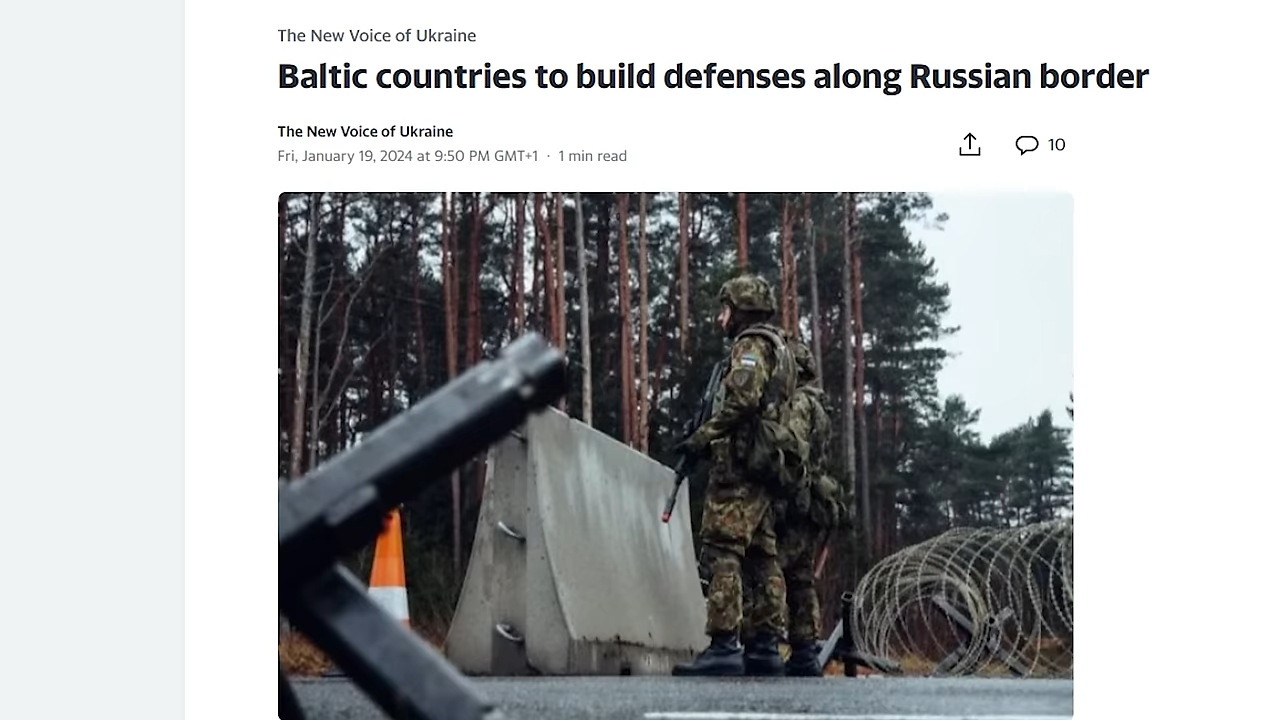 The New Voice of Ukraine
Baltic countries to build defenses along Russian border
The New Voice of Ukraine
Fri, January 19, 2024 at 9:50 PM GMT+1 · 1 min read
10